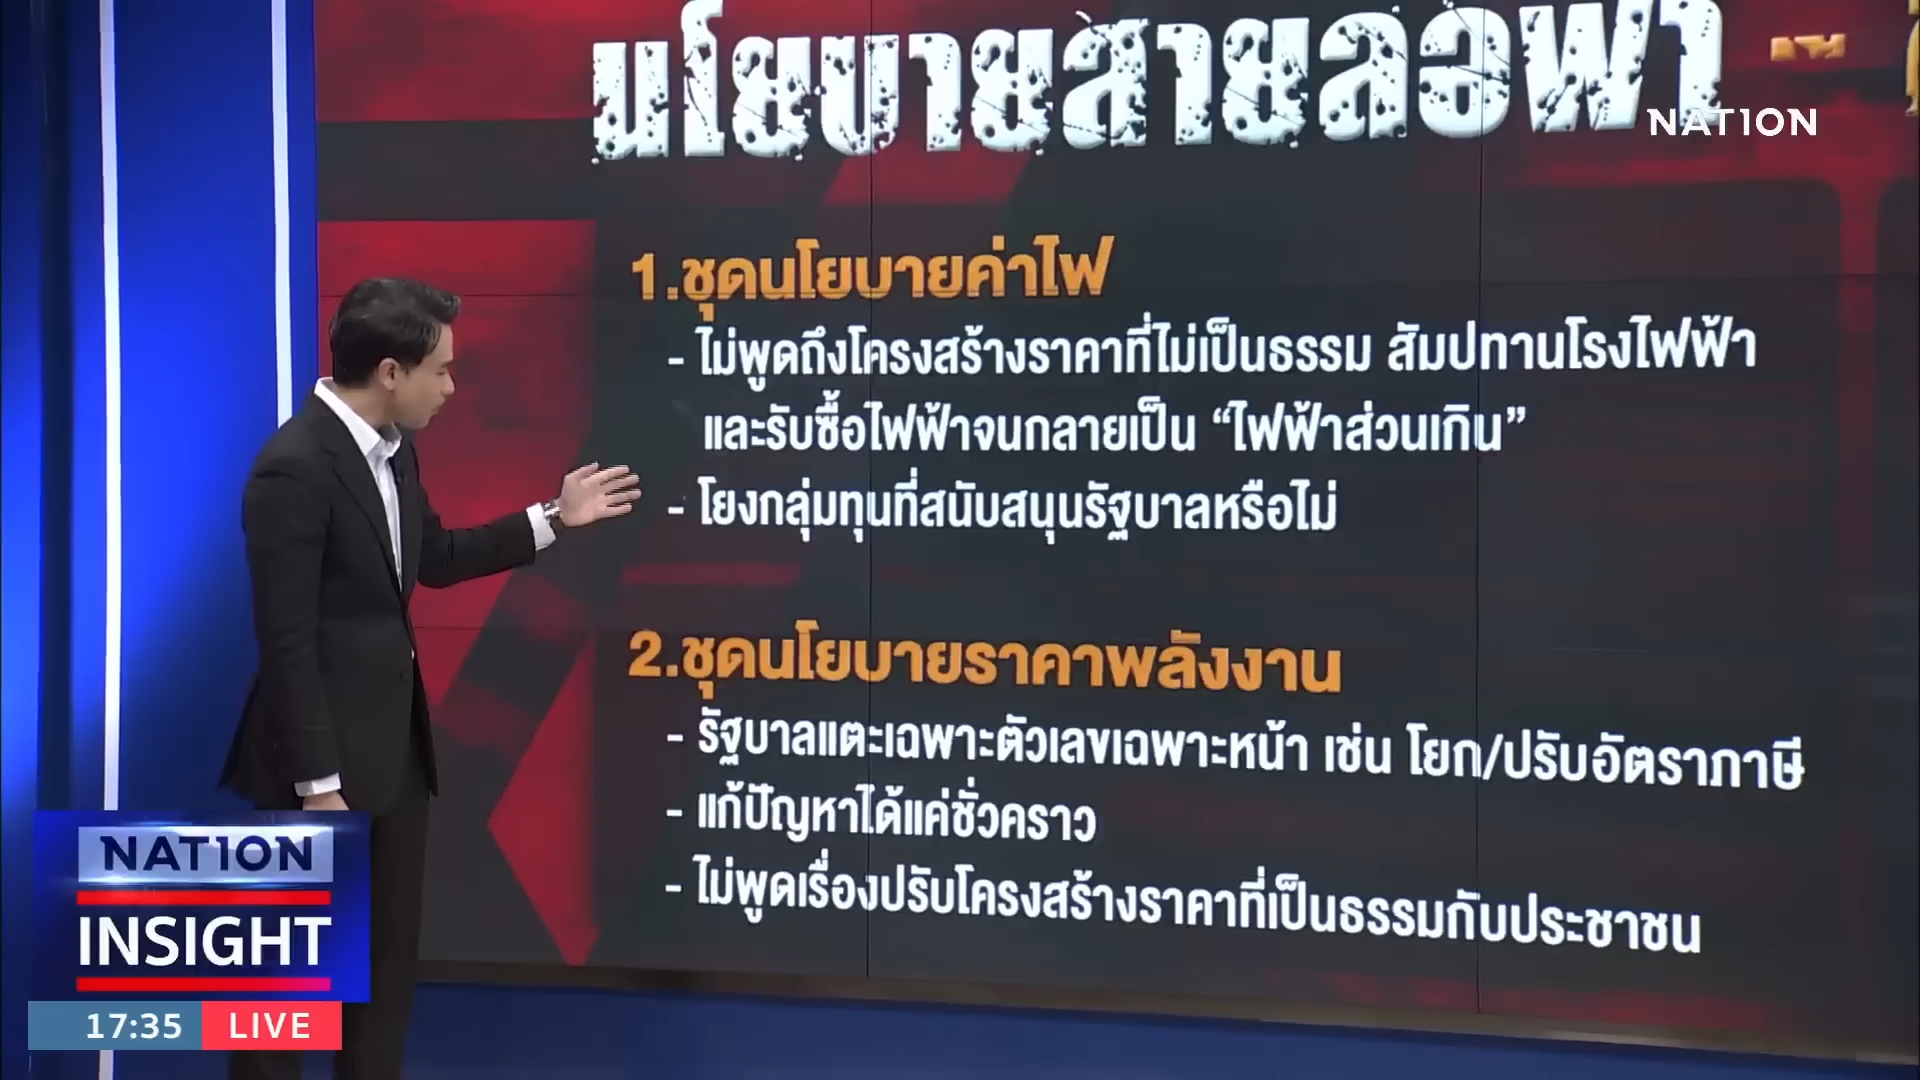 นโยบายสายล่อฟ้า
NATION
1.ชุดนโยบายค่าไฟ
- ไม่พูดถึงโครงสร้างราคาที่ไม่เป็นธรรม สัมปทานโรงไฟฟ้า
และรับซื้อไฟฟ้าจนกลายเป็น “ไฟฟ้าส่วนเกิน”
- โยงกลุ่มทุนที่สนับสนุนรัฐบาลหรือไม่
2.ชุดนโยบายราคาพลังงาน
- รัฐบาลแตะเฉพาะตัวเลขเฉพาะหน้า เช่น โยก/ปรับอัตราภาษี
- แก้ปัญหาได้แค่ชั่วคราว
- ไม่พูดเรื่องปรับโครงสร้างราคาที่เป็นธรรมกับประชาชน
NATION
INSIGHT
17:35 LIVE